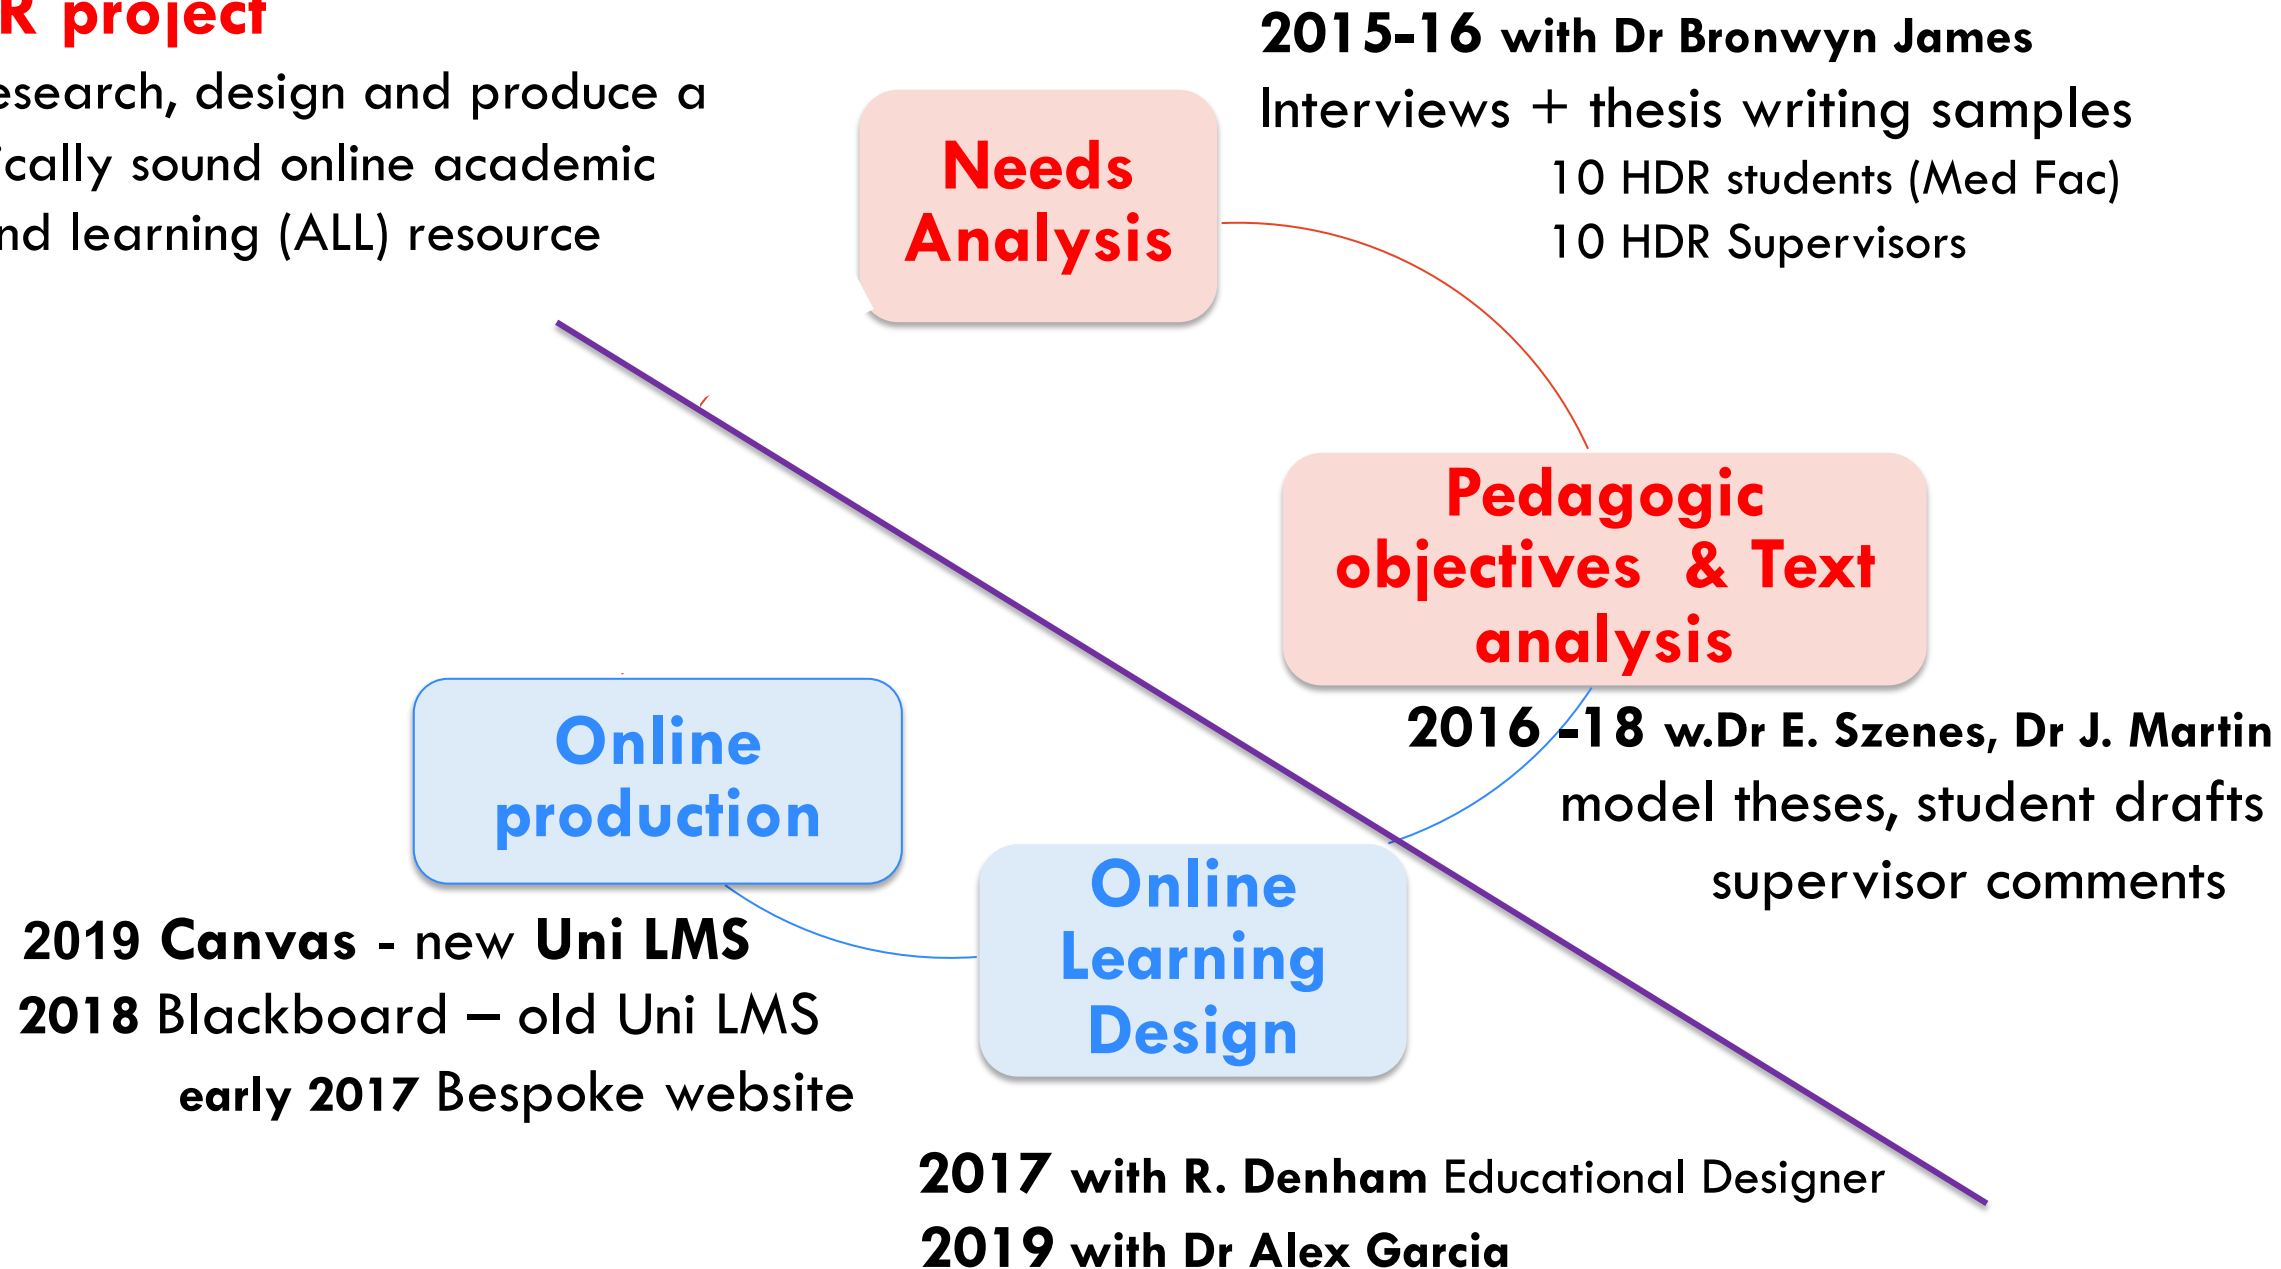 R project
esearch, design and produce a
ically sound online academic
nd learning (ALL) resource
2015-16 with Dr Bronwyn James
Interviews + thesis writing samples
10 HDR students (Med Fac)
10 HDR Supervisors
Needs
Analysis
Pedagogic
objectives & Text
analysis
2016 -18 w.Dr E. Szenes, Dr J. Martin
model theses, student drafts
supervisor comments
Online
Learning
Design
2017 with R. Denham Educational Designer
2019 with Dr Alex Garcia
Online
production
2019 Canvas - new Uni LMS
2018 Blackboard – old Uni LMS
early 2017 Bespoke website